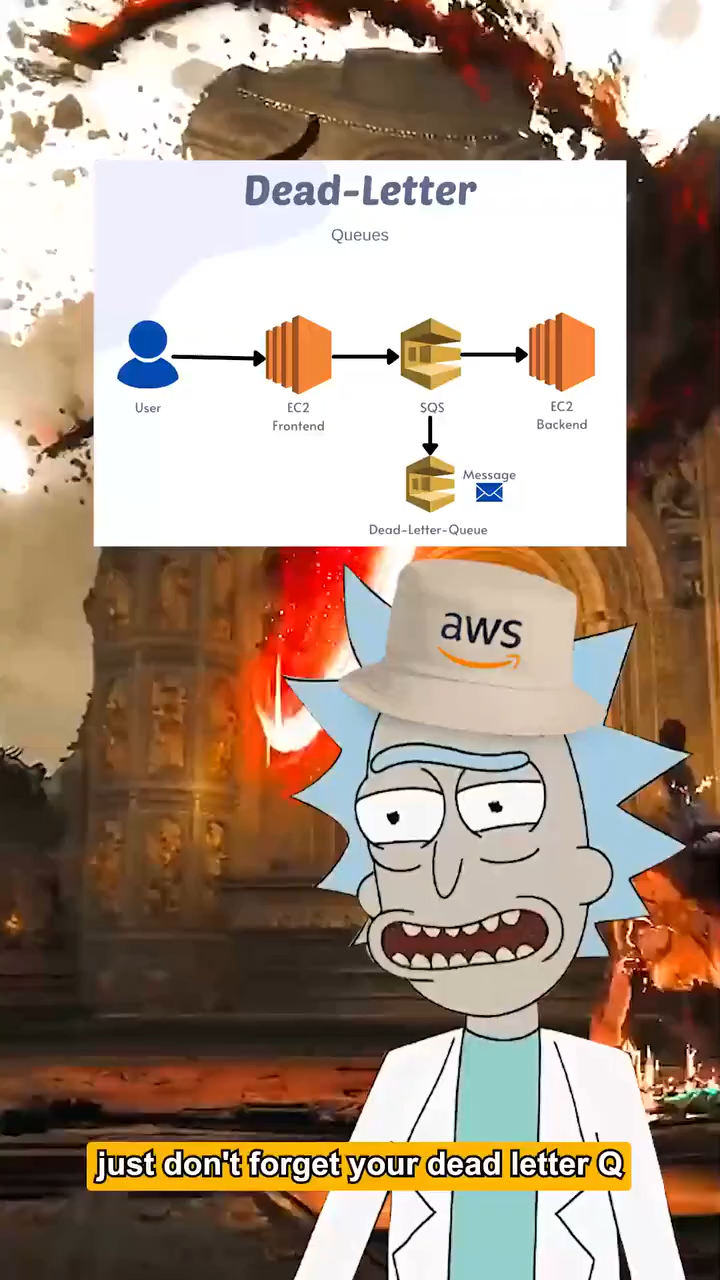 Dead-Letter
Queues
User
EC2
Frontend
SQS
EC2
Backend
Message
Dead-Letter-Queue
aws
just don't forget your dead letter Q